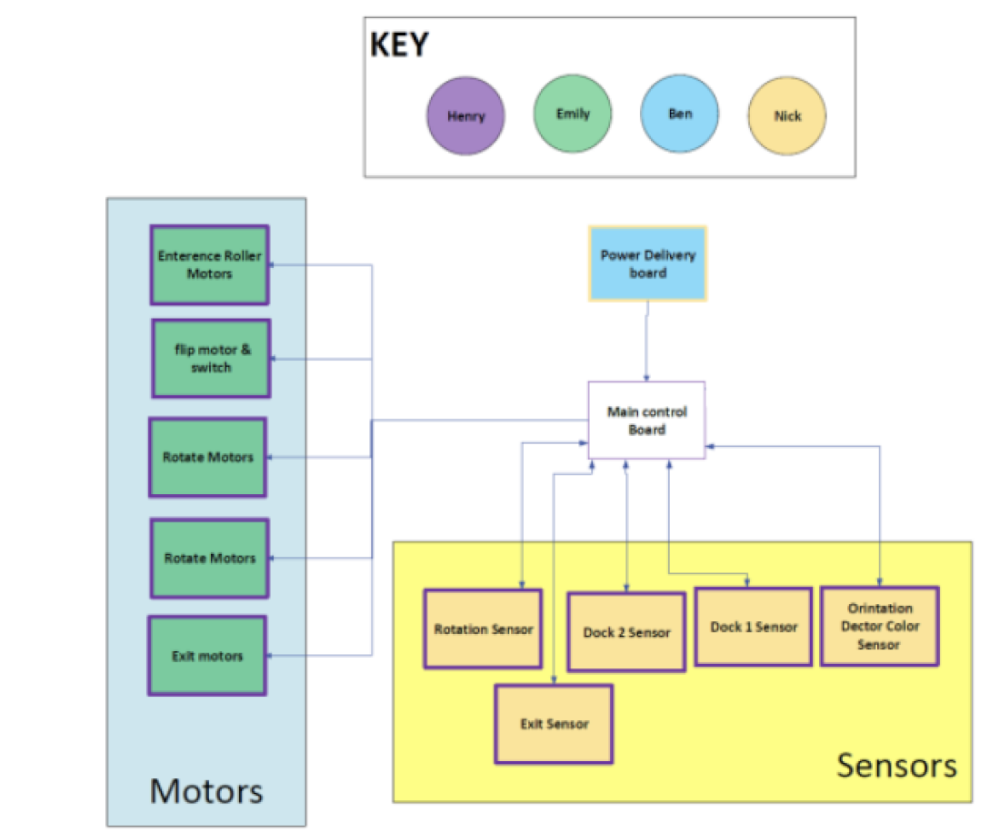 KEY
Henry
Emily
Ben
Nick
Enterence Roller
Motors
flip motor &
switch
Rotate Motors
Rotate Motors
Exit motors
Motors
Power Delivery
board
Main control
Board
Rotation Sensor
Dock 2 Sensor
Dock 1 Sensor
Orintation
Dector Color
Sensor
Exit Sensor
Sensors